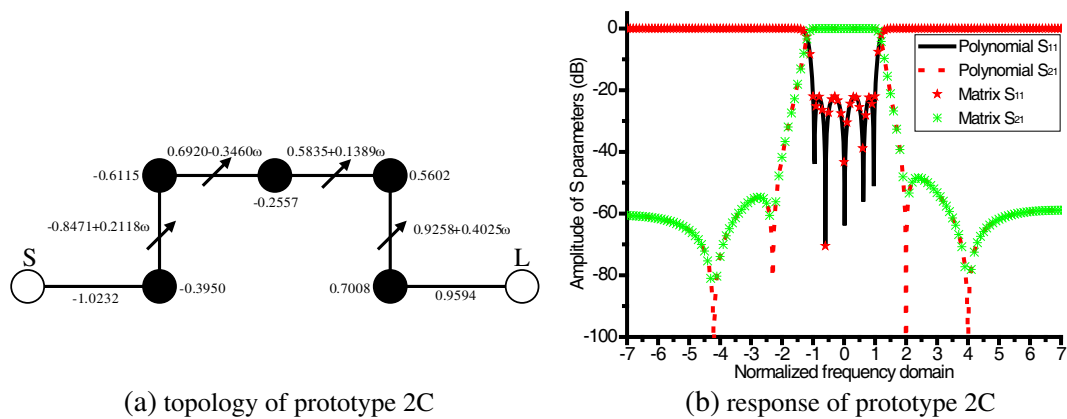 0.6920-0.3460ω
0.5835+0.1389ω
-0.6115
0.5602
-0.2557
-0.8471+0.2118ω
0.9258+0.4025ω
S
L
-0.3950
0.7008
-1.0232
0.9594
(a) topology of prototype 2C
Amplitude of S parameters (dB)
0
-20
-40
-60
-80
-100
-7 -6 -5 -4 -3 -2 -1 0 1 2 3 4 5 6 7
Normalized frequency domain
Polynomial S11
Polynomial S21
Matrix S11
Matrix S21
(b) response of prototype 2C